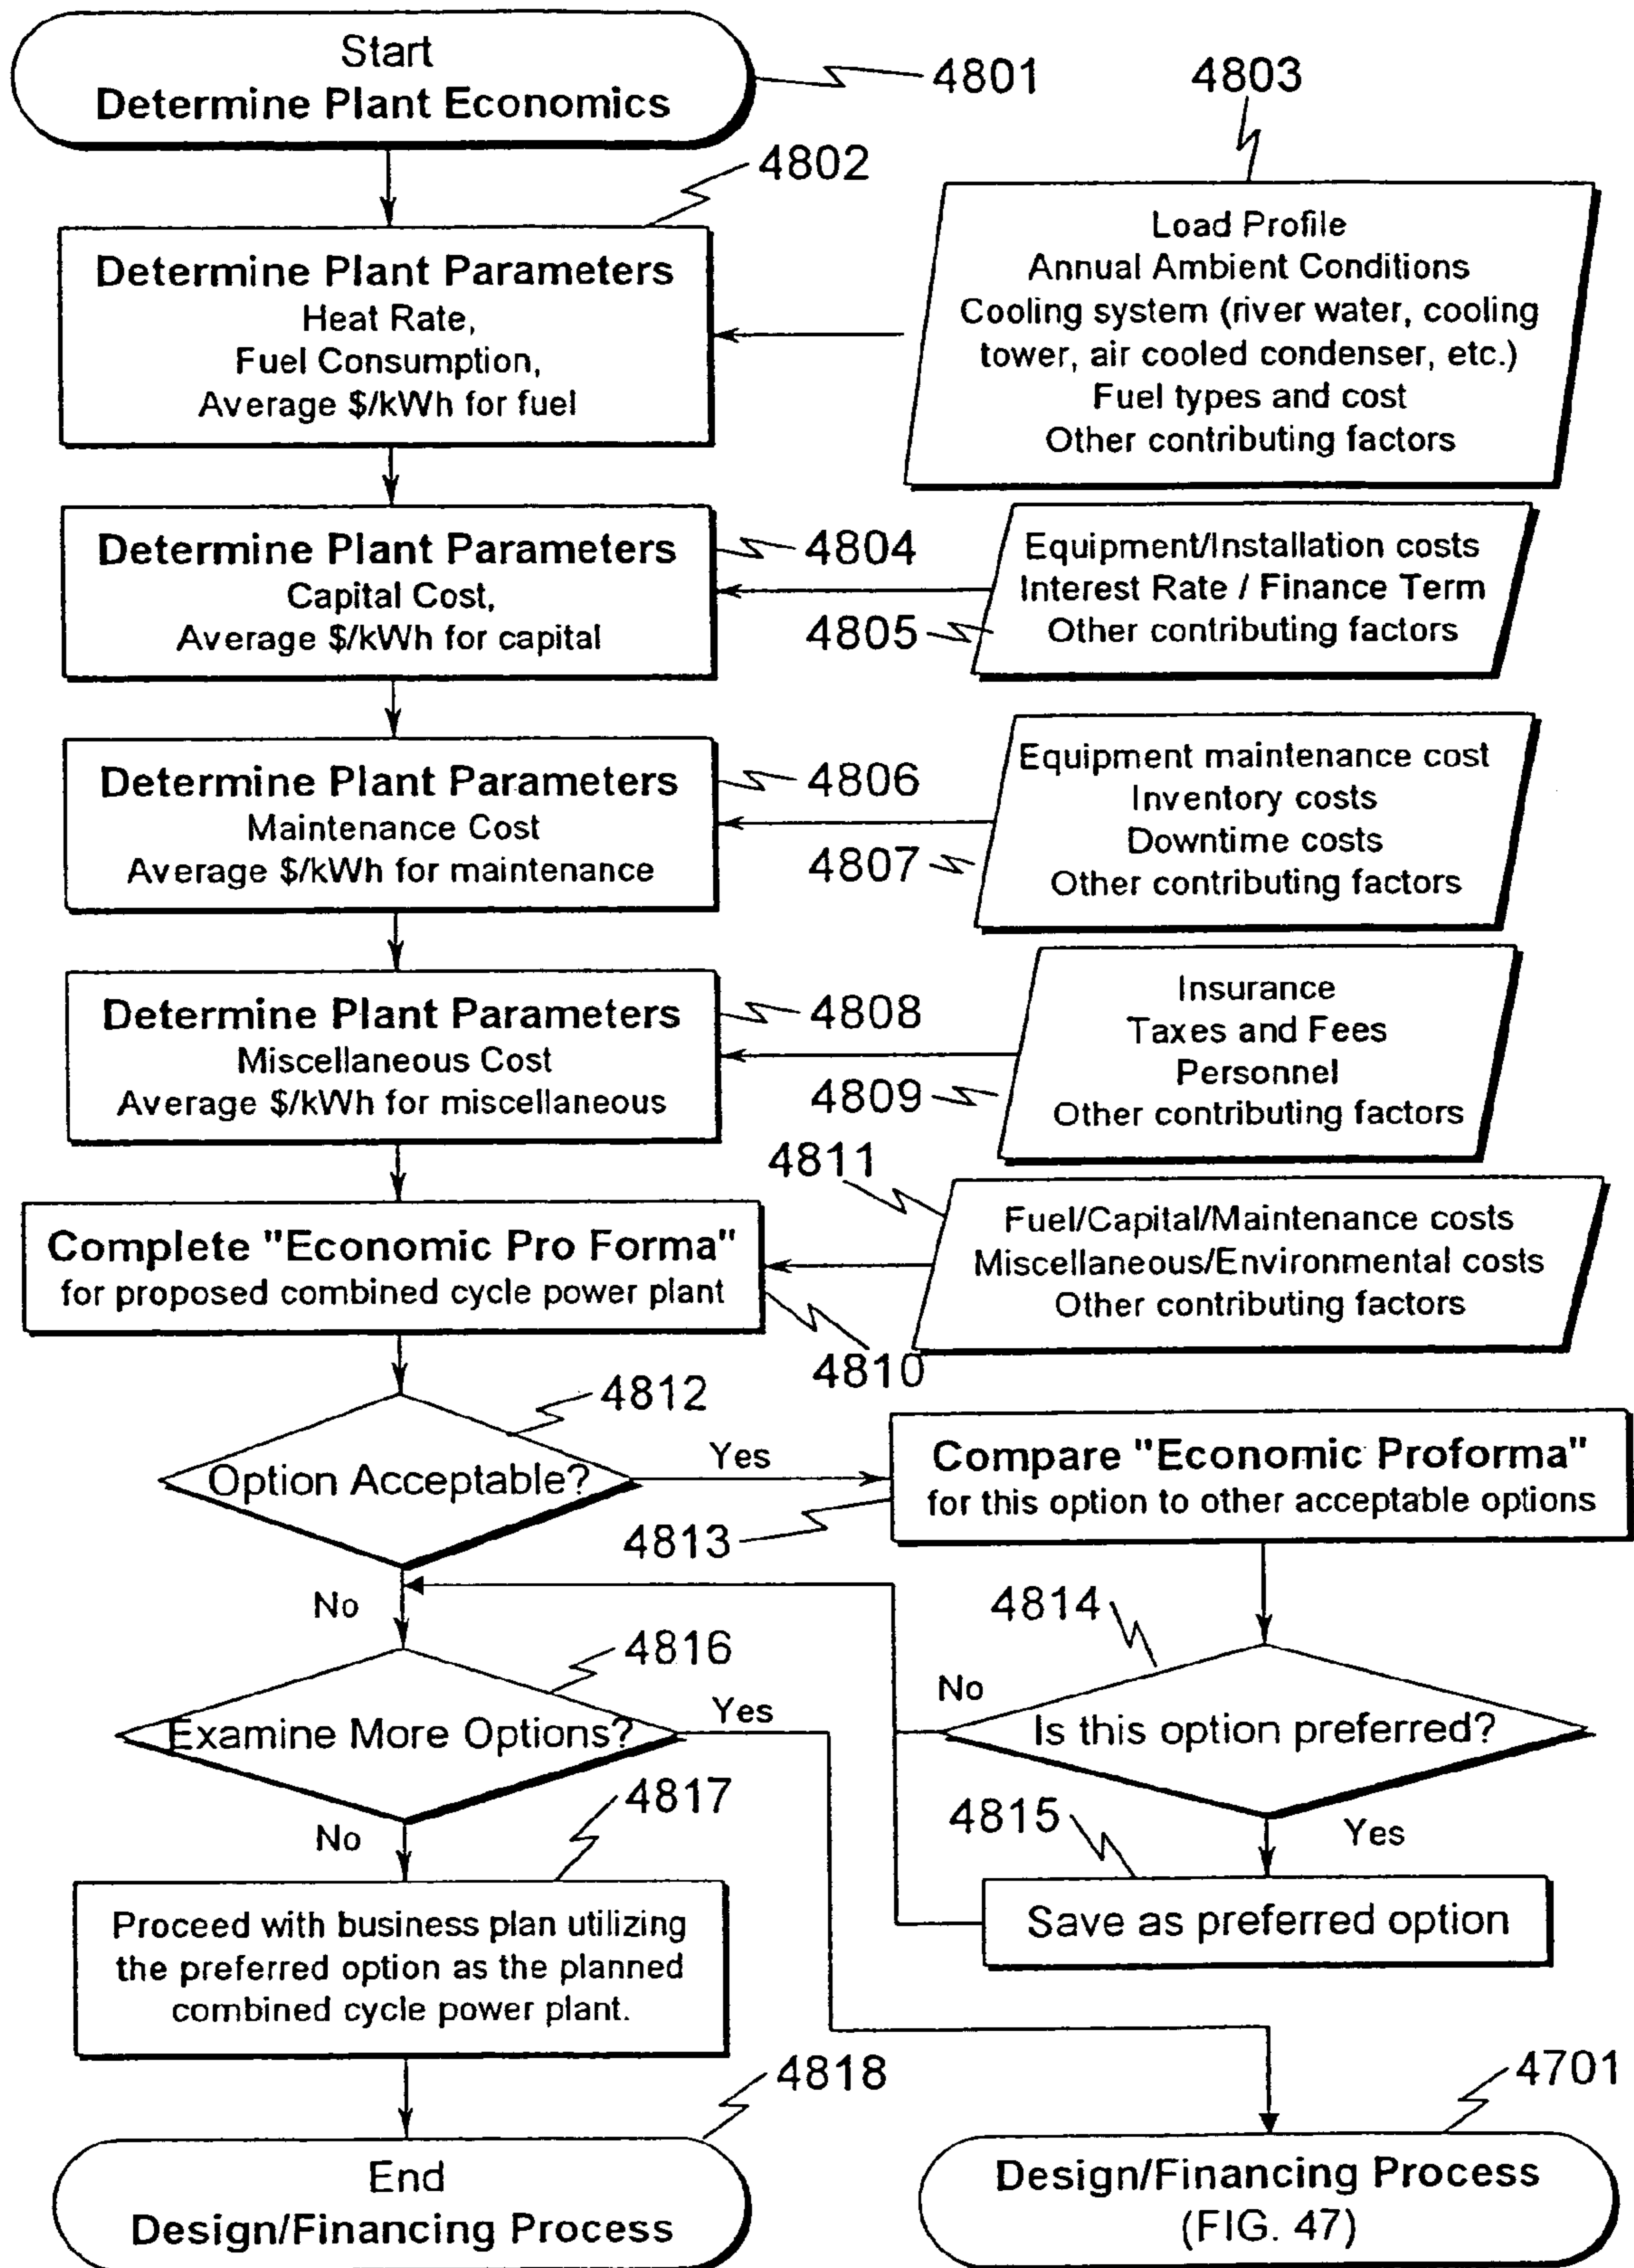 Start
Determine Plant Economics
4801
4803
4802
Determine Plant Parameters
Heat Rate,
Fuel Consumption,
Average $/kWh for fuel
Load Profile
Annual Ambient Conditions
Cooling system (river water, cooling
tower, air cooled condenser, etc.)
Fuel types and cost
Other contributing factors
Determine Plant Parameters
Capital Cost,
Average $/kWh for capital
4804
4805
Equipment/Installation costs
Interest Rate / Finance Term
Other contributing factors
Determine Plant Parameters
Maintenance Cost
Average $/kWh for maintenance
4806
4807
Equipment maintenance cost
Inventory costs
Downtime costs
Other contributing factors
Determine Plant Parameters
Miscellaneous Cost
Average $/kWh for miscellaneous
4808
4809
Insurance
Taxes and Fees
Personnel
Other contributing factors
4811
Complete "Economic Pro Forma"
for proposed combined cycle power plant
Fuel/Capital/Maintenance costs
Miscellaneous/Environmental costs
Other contributing factors
4810
4812
Option Acceptable?
Yes
Compare "Economic Proforma"
for this option to other acceptable options
4813
No
4814
4816
Examine More Options?
Yes
No
Is this option preferred?
4817
No
4815
Yes
Proceed with business plan utilizing
the preferred option as the planned
combined cycle power plant.
Save as preferred option
4818
4701
End
Design/Financing Process
Design/Financing Process
(FIG. 47)